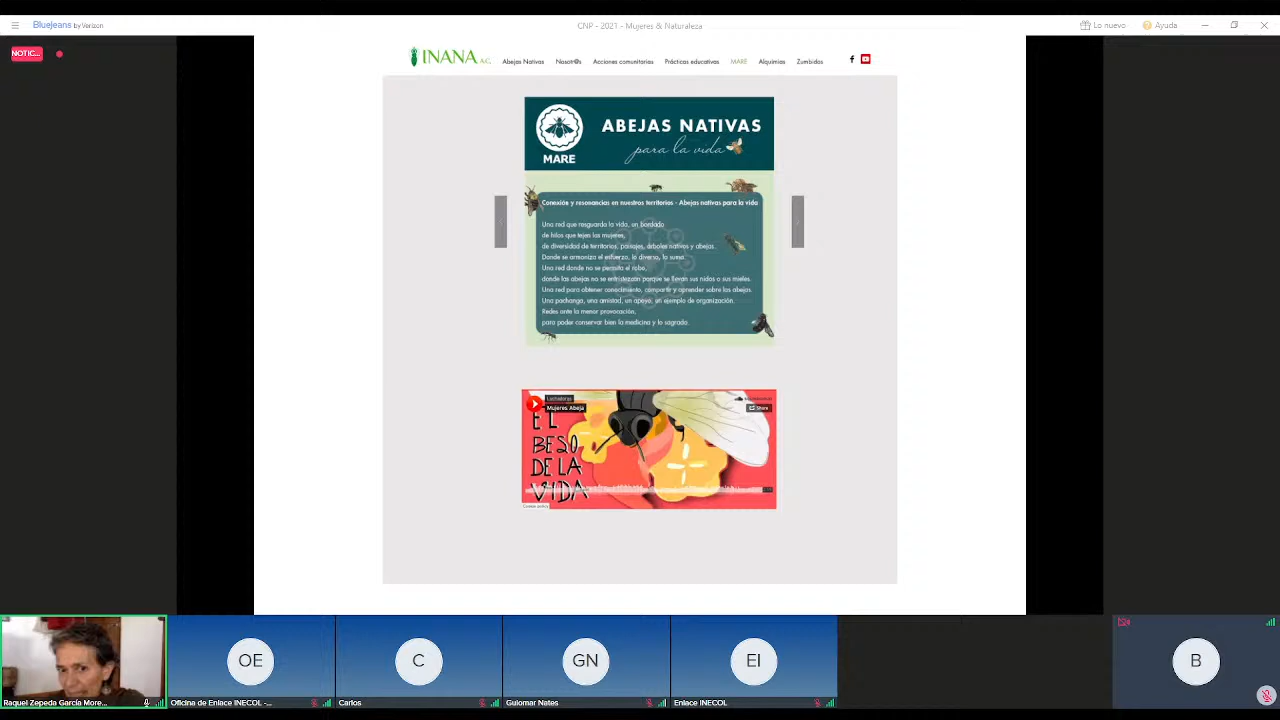 Bluejeans by Verizon
CNP - 2021 - Mujeres & Naturaleza
Lo nuevo
Ayuda
NOTIC...
INANA A.C.
Abejas Nativas
Nosotr@s
Acciones comunitarias
Prácticas educativas
MARE
Alquimias
Zumbidos
MARE
ABEJAS NATIVAS
para la vida
Conexión y resonancias en nuestros territorios - Abejas nativas para la vida
Una red que resguarda la vida, un bordado
de hilos que tejen las mujeres,
de diversidad de territorios, paisajes, árboles nativos y abejas.
Donde se armoniza el esfuerzo, lo diverso, lo suma.
Una red donde no se permita el robo,
donde las abejas no se entristezcan porque se llevan sus nidos o sus mieles.
Una red para obtener conocimiento, compartir y aprender sobre las abejas.
Una pachanga, una amistad, un apoyo, un ejemplo de organización.
Redes ante la menor provocación,
para poder conservar bien la medicina y lo sagrado.
Luchadoras
Mujeres Abeja
Share
EL
BESO
DE LA
VIDA
Cookie policy
OE
C
GN
EI
B
Raquel Zepeda García More...
Oficina de Enlace INECOL -...
Carlos
Guiomar Nates
Enlace INECOL